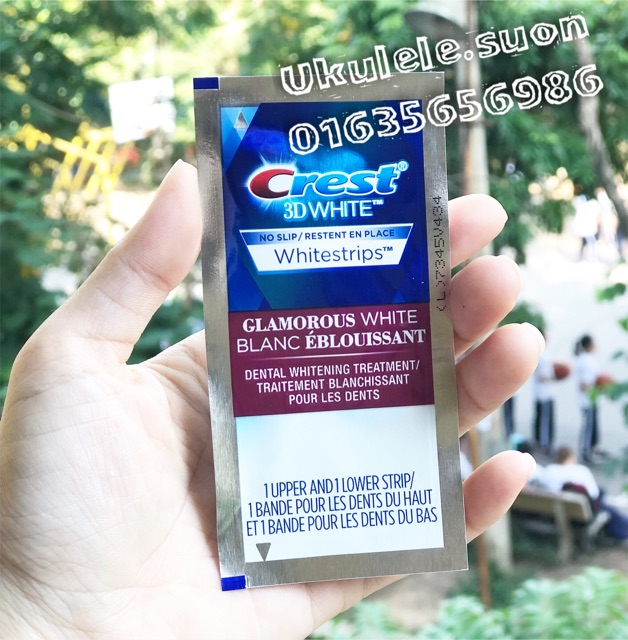 Ukulele.suon
01635656986
Crest®
3D WHITE™
NO SLIP / RESTENT EN PLACE
Whitestrips™
GLAMOROUS WHITE
BLANC ÉBLOUISSANT
DENTAL WHITENING TREATMENT/
TRAITEMENT BLANCHISSANT
POUR LES DENTS
1 UPPER AND 1 LOWER STRIP/
1 BANDE POUR LES DENTS DU HAUT
ET 1 BANDE POUR LES DENTS DU BAS
(L)7345V434